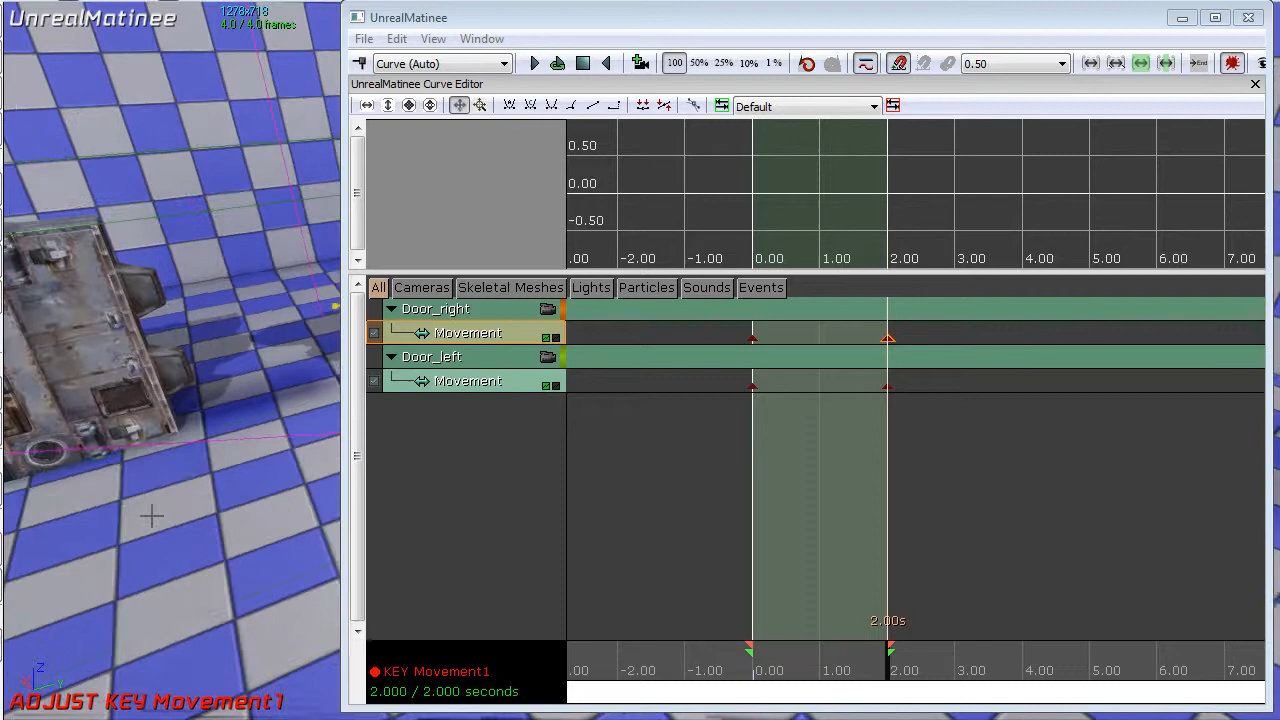 UnrealMatinee
1278x718
4.0 / 4.0 frames
UnrealMatinee
File Edit View Window
Curve (Auto) 100 50% 25% 10% 1% 0.50 End
UnrealMatinee Curve Editor
Default
0.50
0.00
-0.50
.00 -2.00 -1.00 0.00 1.00 2.00 3.00 4.00 5.00 6.00 7.00
All Cameras Skeletal Meshes Lights Particles Sounds Events
Door_right
Movement
Door_left
Movement
2.00s
KEY Movement1
.00 -2.00 -1.00 0.00 1.00 2.00 3.00 4.00 5.00 6.00 7.00
2.000 / 2.000 seconds
Z
X Y
ADJUST KEY Movement1